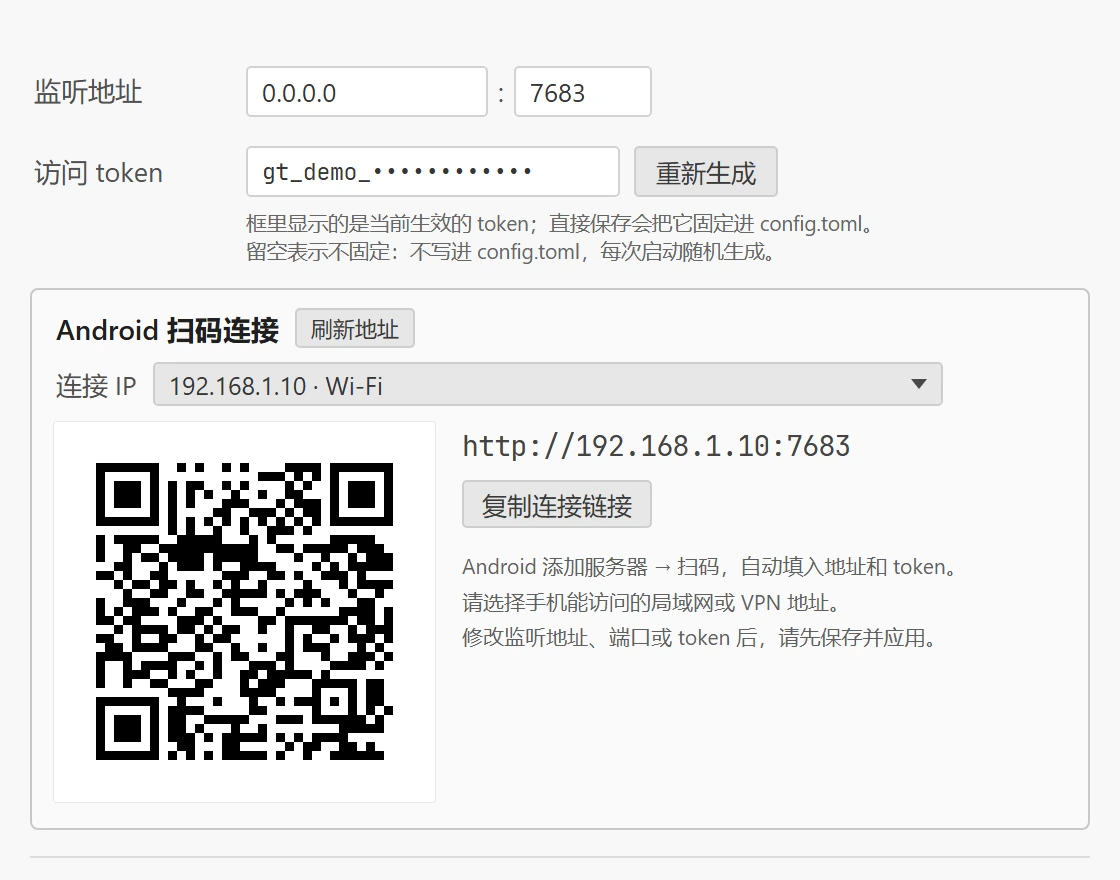 监听地址 0.0.0.0 : 7683
访问 token gt_demo_•••••••••••• 重新生成
框里显示的是当前生效的 token；直接保存会把它固定进 config.toml。
留空表示不固定：不写进 config.toml，每次启动随机生成。
Android 扫码连接 刷新地址
连接 IP 192.168.1.10 · Wi-Fi
http://192.168.1.10:7683
复制连接链接
Android 添加服务器 → 扫码，自动填入地址和 token。
请选择手机能访问的局域网或 VPN 地址。
修改监听地址、端口或 token 后，请先保存并应用。